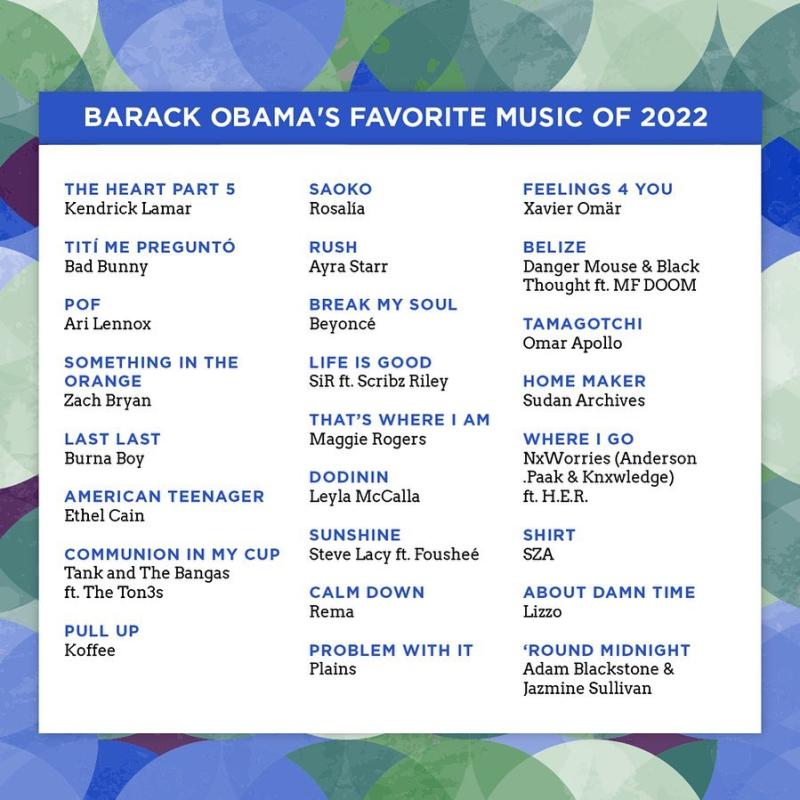 BARACK OBAMA'S FAVORITE MUSIC OF 2022
THE HEART PART 5
Kendrick Lamar
TITÍ ME PREGUNTÓ
Bad Bunny
POF
Ari Lennox
SOMETHING IN THE
ORANGE
Zach Bryan
LAST LAST
Burna Boy
AMERICAN TEENAGER
Ethel Cain
COMMUNION IN MY CUP
Tank and The Bangas
ft. The Ton3s
PULL UP
Koffee
SAOKO
Rosalía
RUSH
Ayra Starr
BREAK MY SOUL
Beyoncé
LIFE IS GOOD
SiR ft. Scribz Riley
THAT’S WHERE I AM
Maggie Rogers
DODININ
Leyla McCalla
SUNSHINE
Steve Lacy ft. Fousheé
CALM DOWN
Rema
PROBLEM WITH IT
Plains
FEELINGS 4 YOU
Xavier Omär
BELIZE
Danger Mouse & Black
Thought ft. MF DOOM
TAMAGOTCHI
Omar Apollo
HOME MAKER
Sudan Archives
WHERE I GO
NxWorries (Anderson
.Paak & Knxwledge)
ft. H.E.R.
SHIRT
SZA
ABOUT DAMN TIME
Lizzo
‘ROUND MIDNIGHT
Adam Blackstone &
Jazmine Sullivan